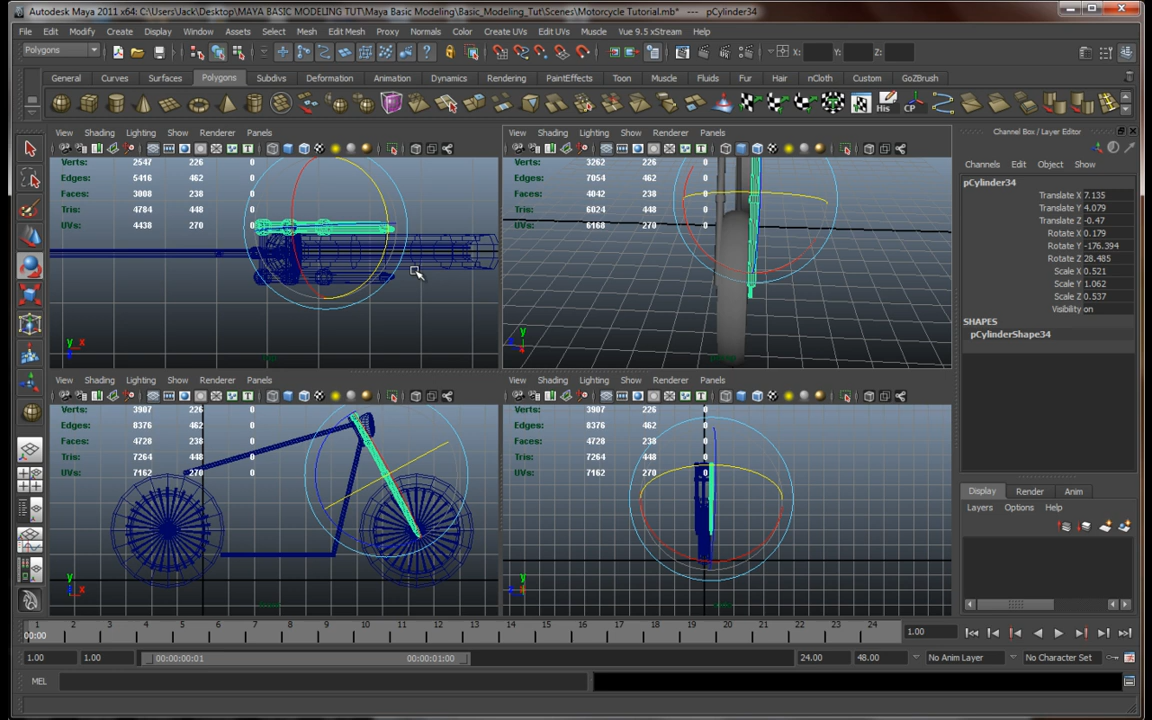 Autodesk Maya 2011 x64: C:\Users\Jack\Desktop\MAYA BASIC MODELING TUT\Maya Basic Modeling\Basic_Modeling_Tut\Scenes\Motorcycle Tutorial.mb* --- pCylinder34
File Edit Modify Create Display Window Assets Select Mesh Edit Mesh Proxy Normals Color Create UVs Edit UVs Muscle Vue 9.5 xStream Help
Polygons X: Y: Z:
General Curves Surfaces Polygons Subdivs Deformation Animation Dynamics Rendering PaintEffects Toon Muscle Fluids Fur Hair nCloth Custom GoZBrush
His CP
Channel Box / Layer Editor
View Shading Lighting Show Renderer Panels
Verts: 2547 226 0
Edges: 5416 462 0
Faces: 3008 238 0
Tris: 4784 448 0
UVs: 4438 270 0
y x
View Shading Lighting Show Renderer Panels
Verts: 3262 226 0
Edges: 7054 462 0
Faces: 4042 238 0
Tris: 6024 448 0
UVs: 6168 270 0
y
Channels Edit Object Show
pCylinder34
Translate X 7.135
Translate Y 4.079
Translate Z -0.47
Rotate X 0.179
Rotate Y -176.394
Rotate Z 28.485
Scale X 0.521
Scale Y 1.062
Scale Z 0.537
Visibility on
SHAPES
pCylinderShape34
View Shading Lighting Show Renderer Panels
Verts: 3907 226 0
Edges: 8376 462 0
Faces: 4728 238 0
Tris: 7264 448 0
UVs: 7162 270 0
y
x
View Shading Lighting Show Renderer Panels
Verts: 3907 226 0
Edges: 8376 462 0
Faces: 4728 238 0
Tris: 7264 448 0
UVs: 7162 270 0
y
Display Render Anim
Layers Options Help
1 2 3 4 5 6 7 8 9 10 11 12 13 14 15 16 17 18 19 20 21 22 23 24
00:00 1.00
1.00 1.00 00:00:00:01 00:00:01:00 24.00 48.00 No Anim Layer No Character Set
MEL